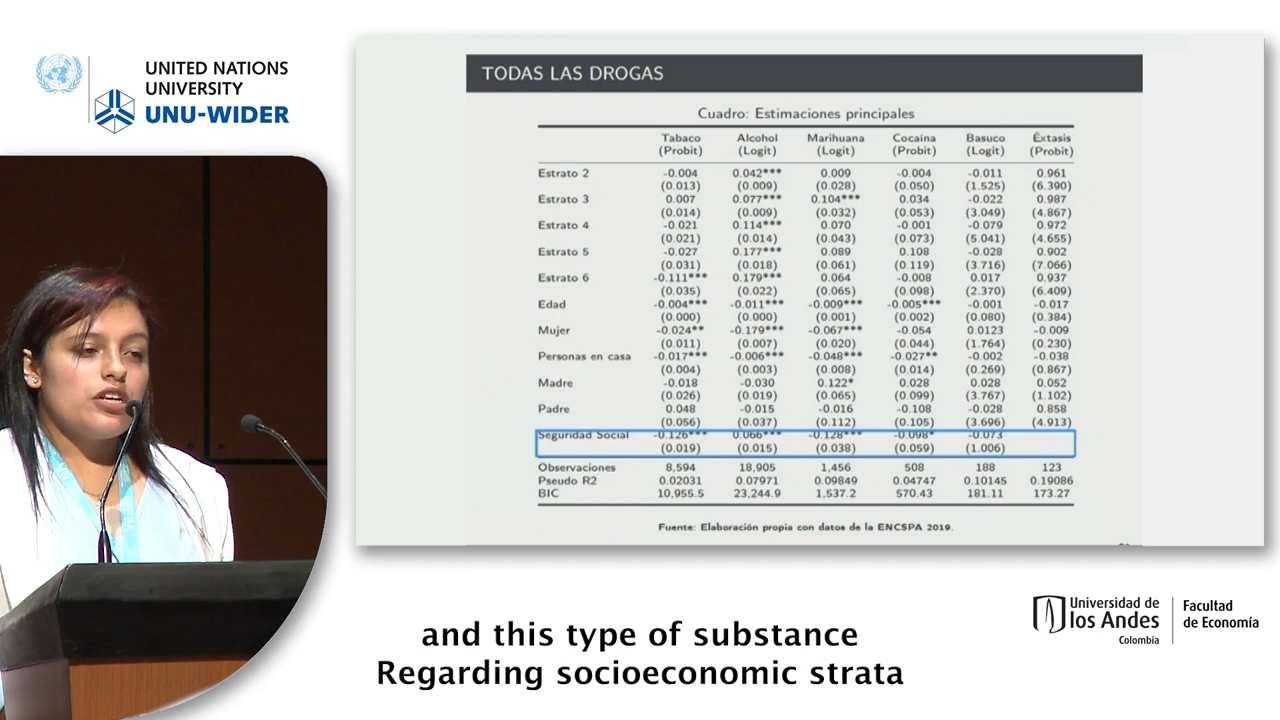 UNITED NATIONS
UNIVERSITY
UNU-WIDER
TODAS LAS DROGAS
Cuadro: Estimaciones principales
Tabaco Alcohol Marihuana Cocaína Basuco Éxtasis
(Probit) (Logit) (Logit) (Probit) (Logit) (Probit)
Estrato 2 -0.004 0.042*** 0.009 -0.004 -0.011 0.961
(0.013) (0.009) (0.028) (0.050) (1.525) (6.390)
Estrato 3 0.007 0.077*** 0.104*** 0.034 -0.022 0.987
(0.014) (0.009) (0.032) (0.053) (3.049) (4.867)
Estrato 4 -0.021 0.114*** 0.070 -0.001 -0.079 0.972
(0.021) (0.014) (0.043) (0.073) (5.041) (4.655)
Estrato 5 -0.027 0.177*** 0.089 0.108 -0.028 0.902
(0.031) (0.018) (0.061) (0.119) (3.716) (7.066)
Estrato 6 -0.111*** 0.179*** 0.064 -0.008 0.017 0.937
(0.035) (0.022) (0.065) (0.098) (2.370) (6.409)
Edad -0.004*** -0.011*** -0.009*** -0.005*** -0.001 -0.017
(0.000) (0.000) (0.001) (0.002) (0.080) (0.384)
Mujer -0.024** -0.179*** -0.067*** -0.054 0.0123 -0.009
(0.011) (0.007) (0.020) (0.044) (1.764) (0.230)
Personas en casa -0.017*** -0.006*** -0.048*** -0.027** -0.002 -0.038
(0.004) (0.003) (0.008) (0.014) (0.269) (0.867)
Madre -0.018 -0.030 0.122* 0.028 0.028 0.052
(0.026) (0.019) (0.065) (0.099) (3.767) (1.102)
Padre 0.048 -0.015 -0.016 -0.108 -0.028 0.858
(0.056) (0.037) (0.112) (0.105) (3.696) (4.913)
Seguridad Social -0.126*** 0.066*** -0.128*** -0.098* -0.073
(0.019) (0.015) (0.038) (0.059) (1.006)
Observaciones 8,594 18,905 1,456 508 188 123
Pseudo R2 0.02031 0.07971 0.09849 0.04747 0.10145 0.19086
BIC 10,955.5 23,244.9 1,537.2 570.43 181.11 173.27
Fuente: Elaboración propia con datos de la ENCSPA 2019.
and this type of substance
Regarding socioeconomic strata
Universidad de
los Andes
Colombia
Facultad
de Economía